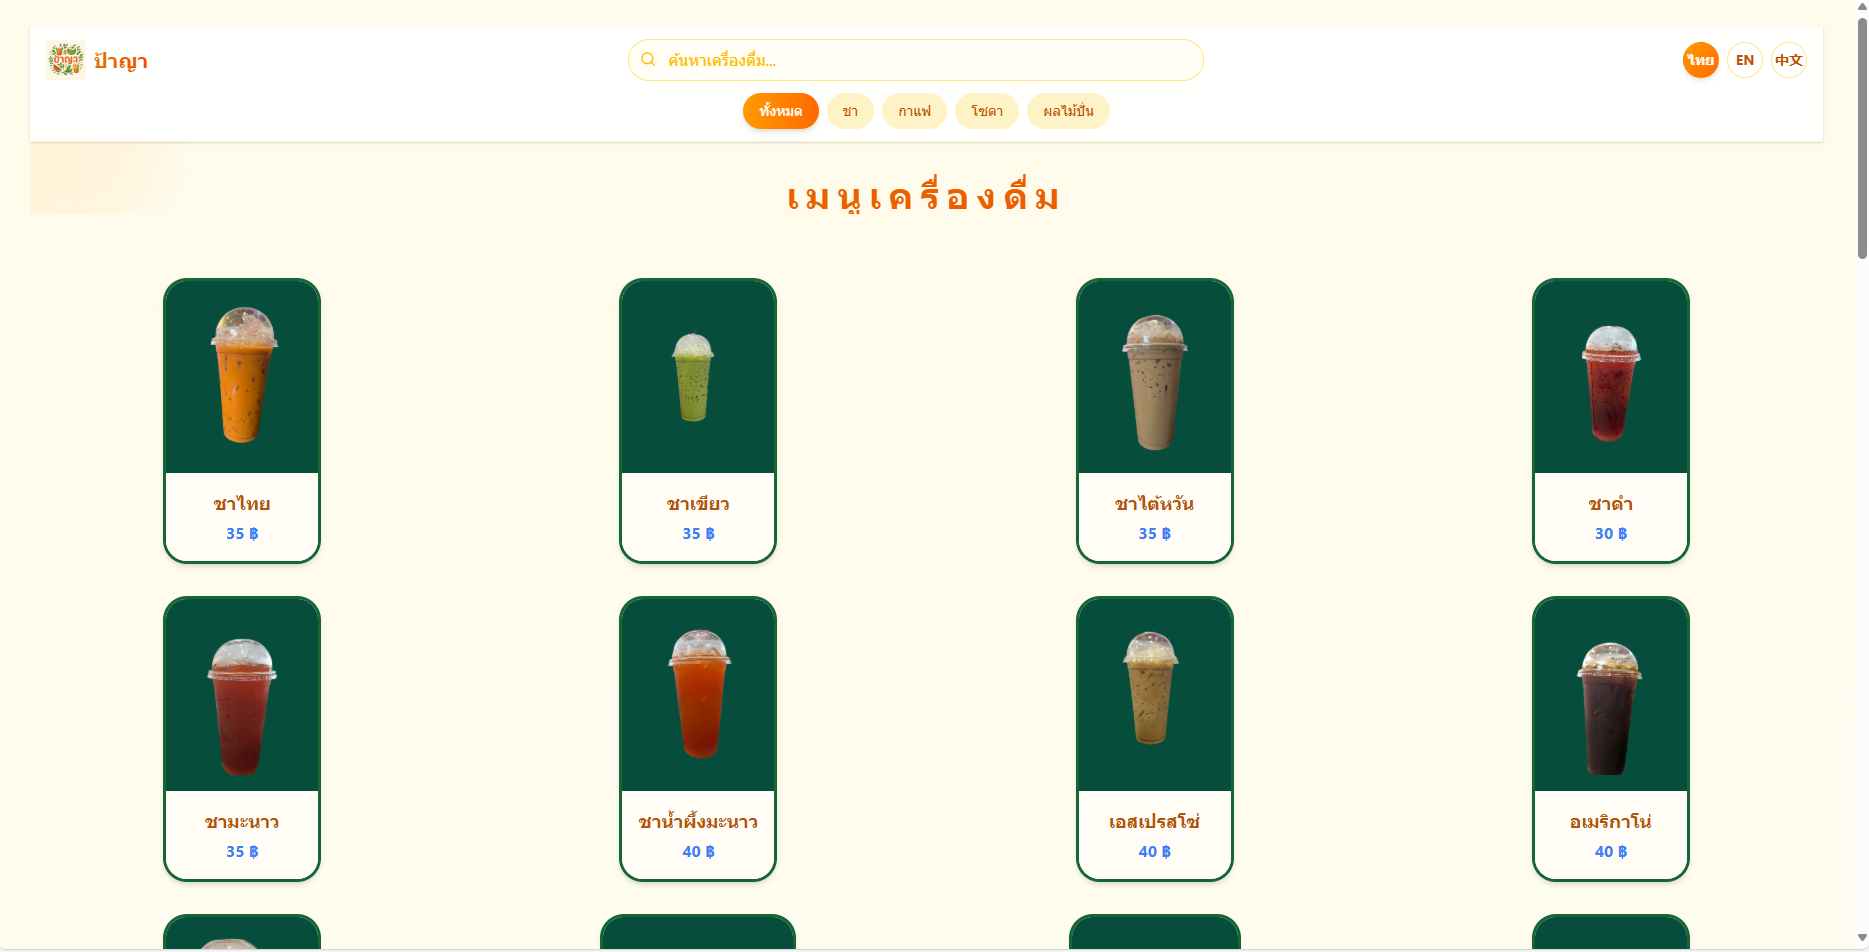 ป้าญา
ป้าญา
ค้นหาเครื่องดื่ม...
ไทย
EN
中文
ทั้งหมด
ชา
กาแฟ
โซดา
ผลไม้ปั่น
เมนูเครื่องดื่ม
ชาไทย
35 ฿
ชาเขียว
35 ฿
ชาไต้หวัน
35 ฿
ชาดำ
30 ฿
ชามะนาว
35 ฿
ชาน้ำผึ้งมะนาว
40 ฿
เอสเปรสโซ่
40 ฿
อเมริกาโน่
40 ฿